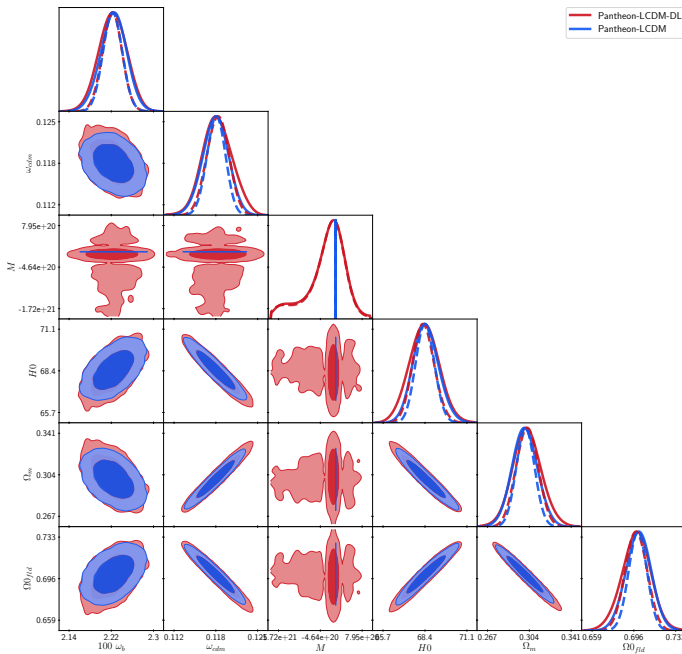 Pantheon-LCDM-DL
Pantheon-LCDM
0.125
0.118
0.112
ω_cdm
7.95e+20
-4.64e+20
-1.72e+21
M
71.1
68.4
65.7
H0
0.341
0.304
0.267
Ω_m
0.733
0.696
0.659
Ω0_fld
2.14 2.22 2.3 0.112 0.118 0.125 -1.72e+21 -4.64e+20 7.95e+20 65.7 68.4 71.1 0.267 0.304 0.341 0.659 0.696 0.733
100 ω_b ω_cdm M H0 Ω_m Ω0_fld